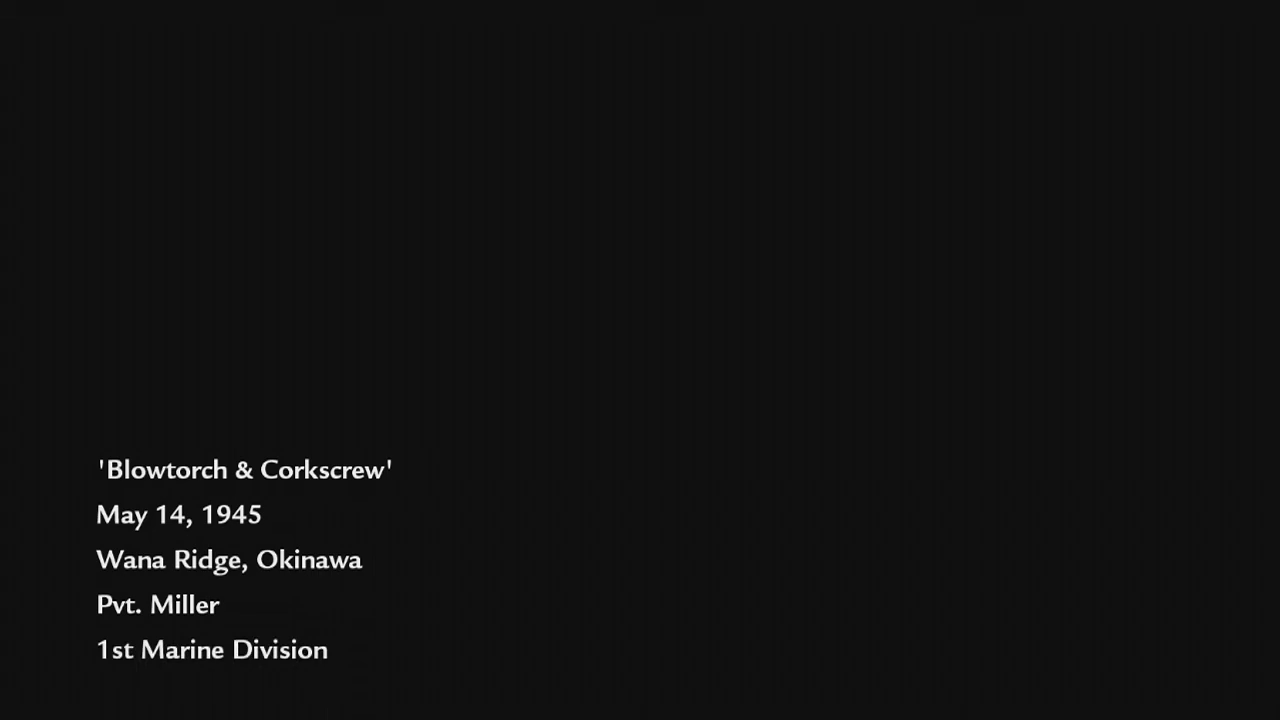 'Blowtorch & Corkscrew'
May 14, 1945
Wana Ridge, Okinawa
Pvt. Miller
1st Marine Division